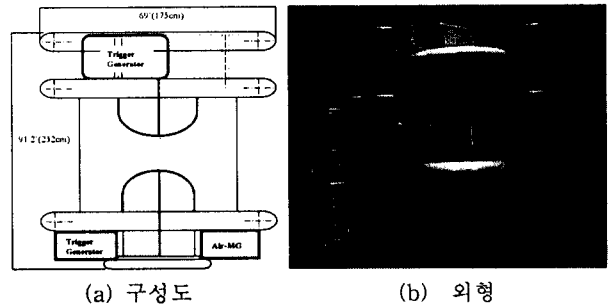 69'(175cm)
Trigger
Generator
91.2'(232cm)
Trigger
Generator
Air-MG
(a) 구성도
(b) 외형